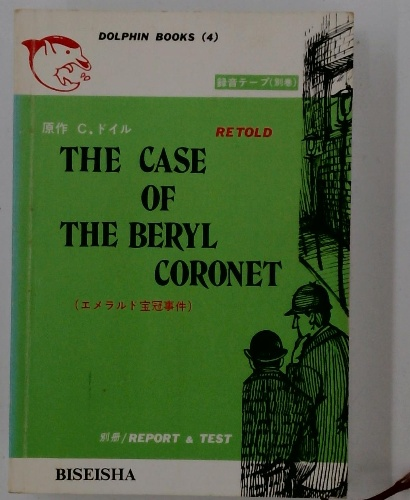 DOLPHIN BOOKS (4)
録音テープ(別巻)
原作 C.ドイル
RETOLD
THE CASE
OF
THE BERYL
CORONET
(エメラルド宝冠事件)
別冊/REPORT & TEST
BISEISHA